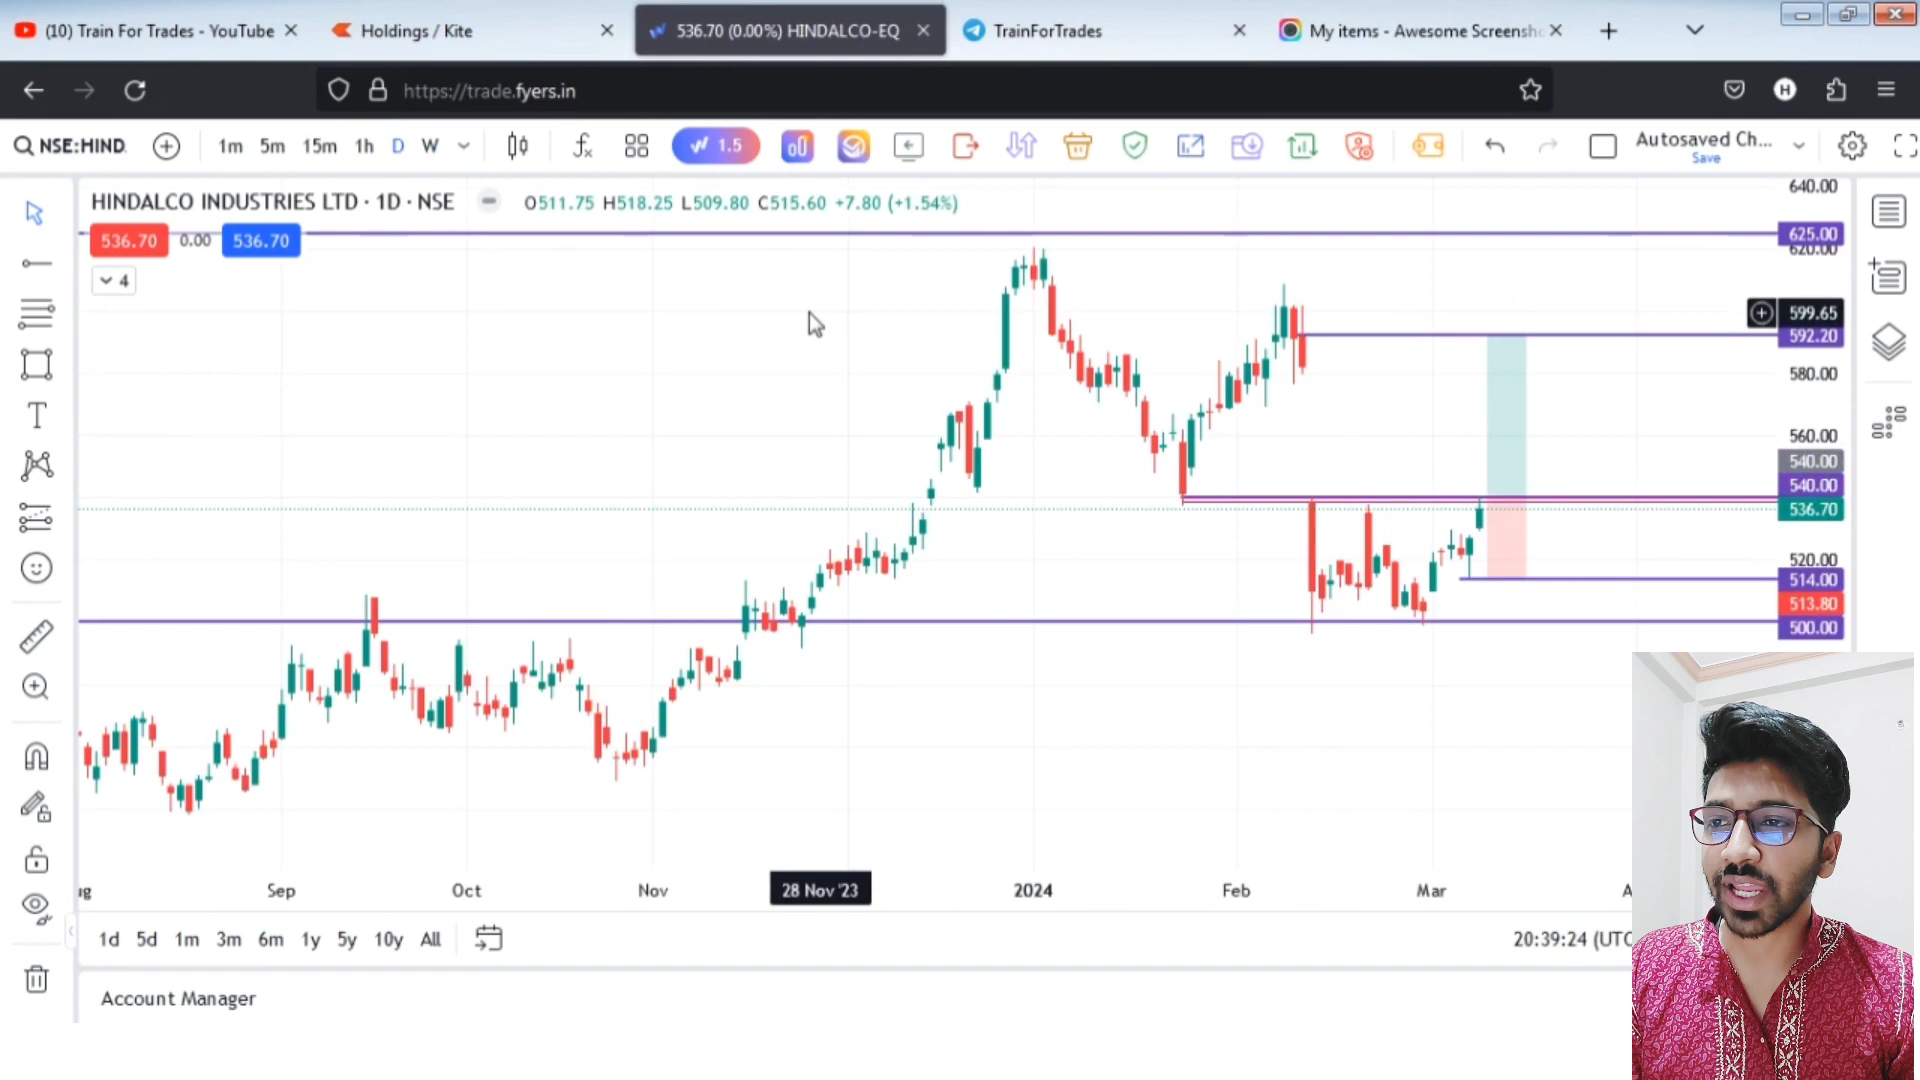 (10) Train For Trades - YouTube
Holdings / Kite
536.70 (0.00%) HINDALCO-EQ
TrainForTrades
My items - Awesome Screensho
https://trade.fyers.in
H
NSE:HIND
1m 5m 15m 1h D W
1.5
Autosaved Ch...
Save
HINDALCO INDUSTRIES LTD · 1D · NSE
O511.75 H518.25 L509.80 C515.60 +7.80 (+1.54%)
536.70 0.00 536.70
4
640.00
625.00
620.00
599.65
592.20
580.00
560.00
540.00
540.00
536.70
520.00
514.00
513.80
500.00
Sep Oct Nov 28 Nov '23 2024 Feb Mar
1d 5d 1m 3m 6m 1y 5y 10y All
20:39:24 (UTC
Account Manager